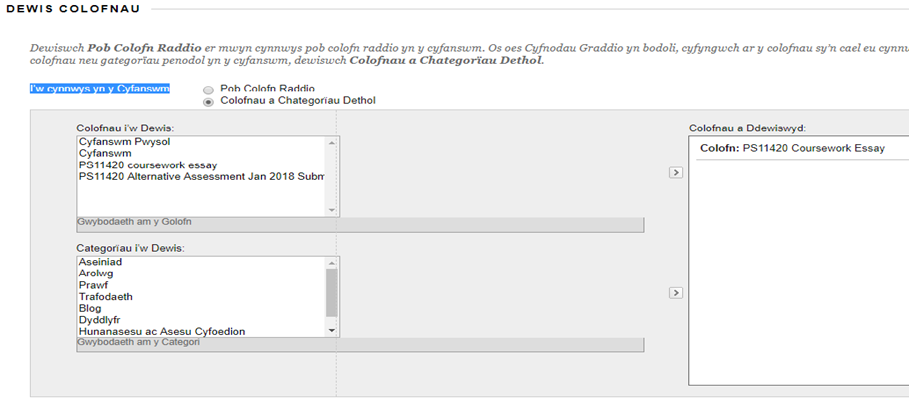 DEWIS COLOFNAU
Dewiswch Pob Colofn Raddio er mwyn cynnwys pob colofn raddio yn y cyfanswm. Os oes Cyfnodau Graddio yn bodoli, cyfyngwch ar y colofnau sy'n cael eu cynnw
colofnau neu gategorïau penodol yn y cyfanswm, dewiswch Colofnau a Chategorïau Dethol.
I'w cynnwys yn y Cyfanswm
Pob Colofn Raddio
Colofnau a Chategorïau Dethol
Colofnau i'w Dewis:
Cyfanswm Pwysol
Cyfanswm
PS11420 coursework essay
PS11420 Alternative Assessment Jan 2018 Subm
Gwybodaeth am y Golofn
Categorïau i'w Dewis:
Aseiniad
Arolwg
Prawf
Trafodaeth
Blog
Dyddlyfr
Hunanasesu ac Asesu Cyfoedion
Gwybodaeth am y Categori
Colofnau a Ddewiswyd:
Colofn: PS11420 Coursework Essay